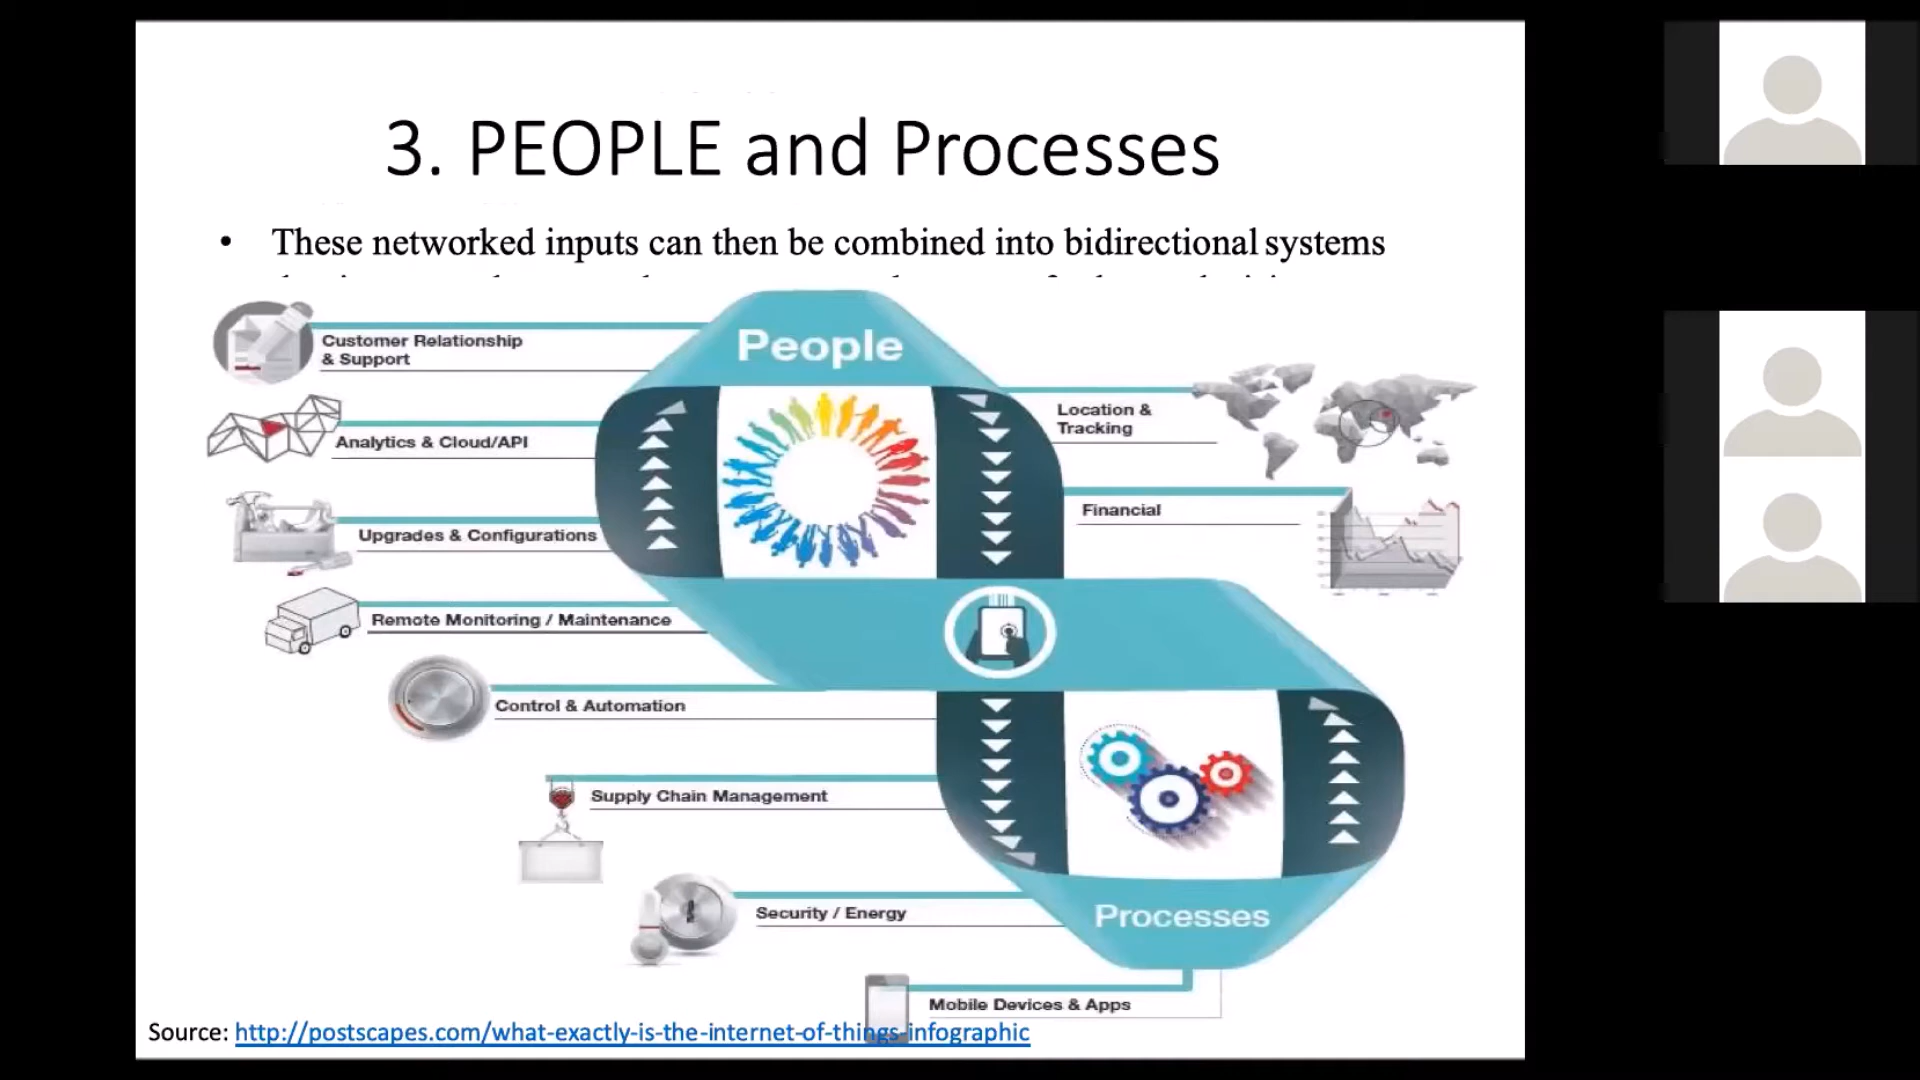 3. PEOPLE and Processes
• These networked inputs can then be combined into bidirectional systems
People
Customer Relationship
& Support
Analytics & Cloud/API
Upgrades & Configurations
Remote Monitoring / Maintenance
Control & Automation
Supply Chain Management
Security / Energy
Mobile Devices & Apps
Location &
Tracking
Financial
Processes
Source: http://postscapes.com/what-exactly-is-the-internet-of-things-infographic